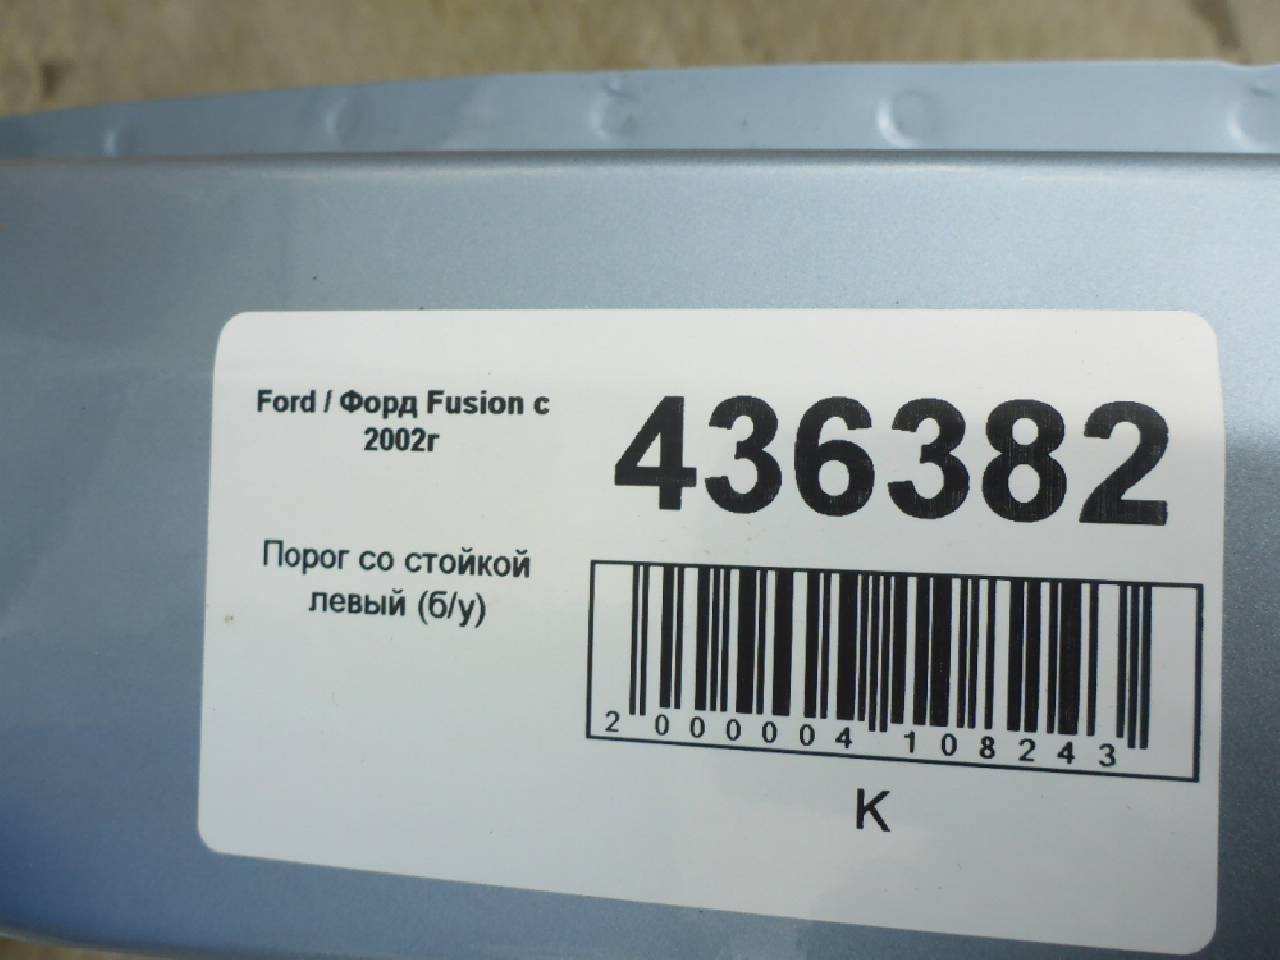 Ford / Форд Fusion с
2002г
436382
Порог со стойкой
левый (б/у)
2 000004 108243
K